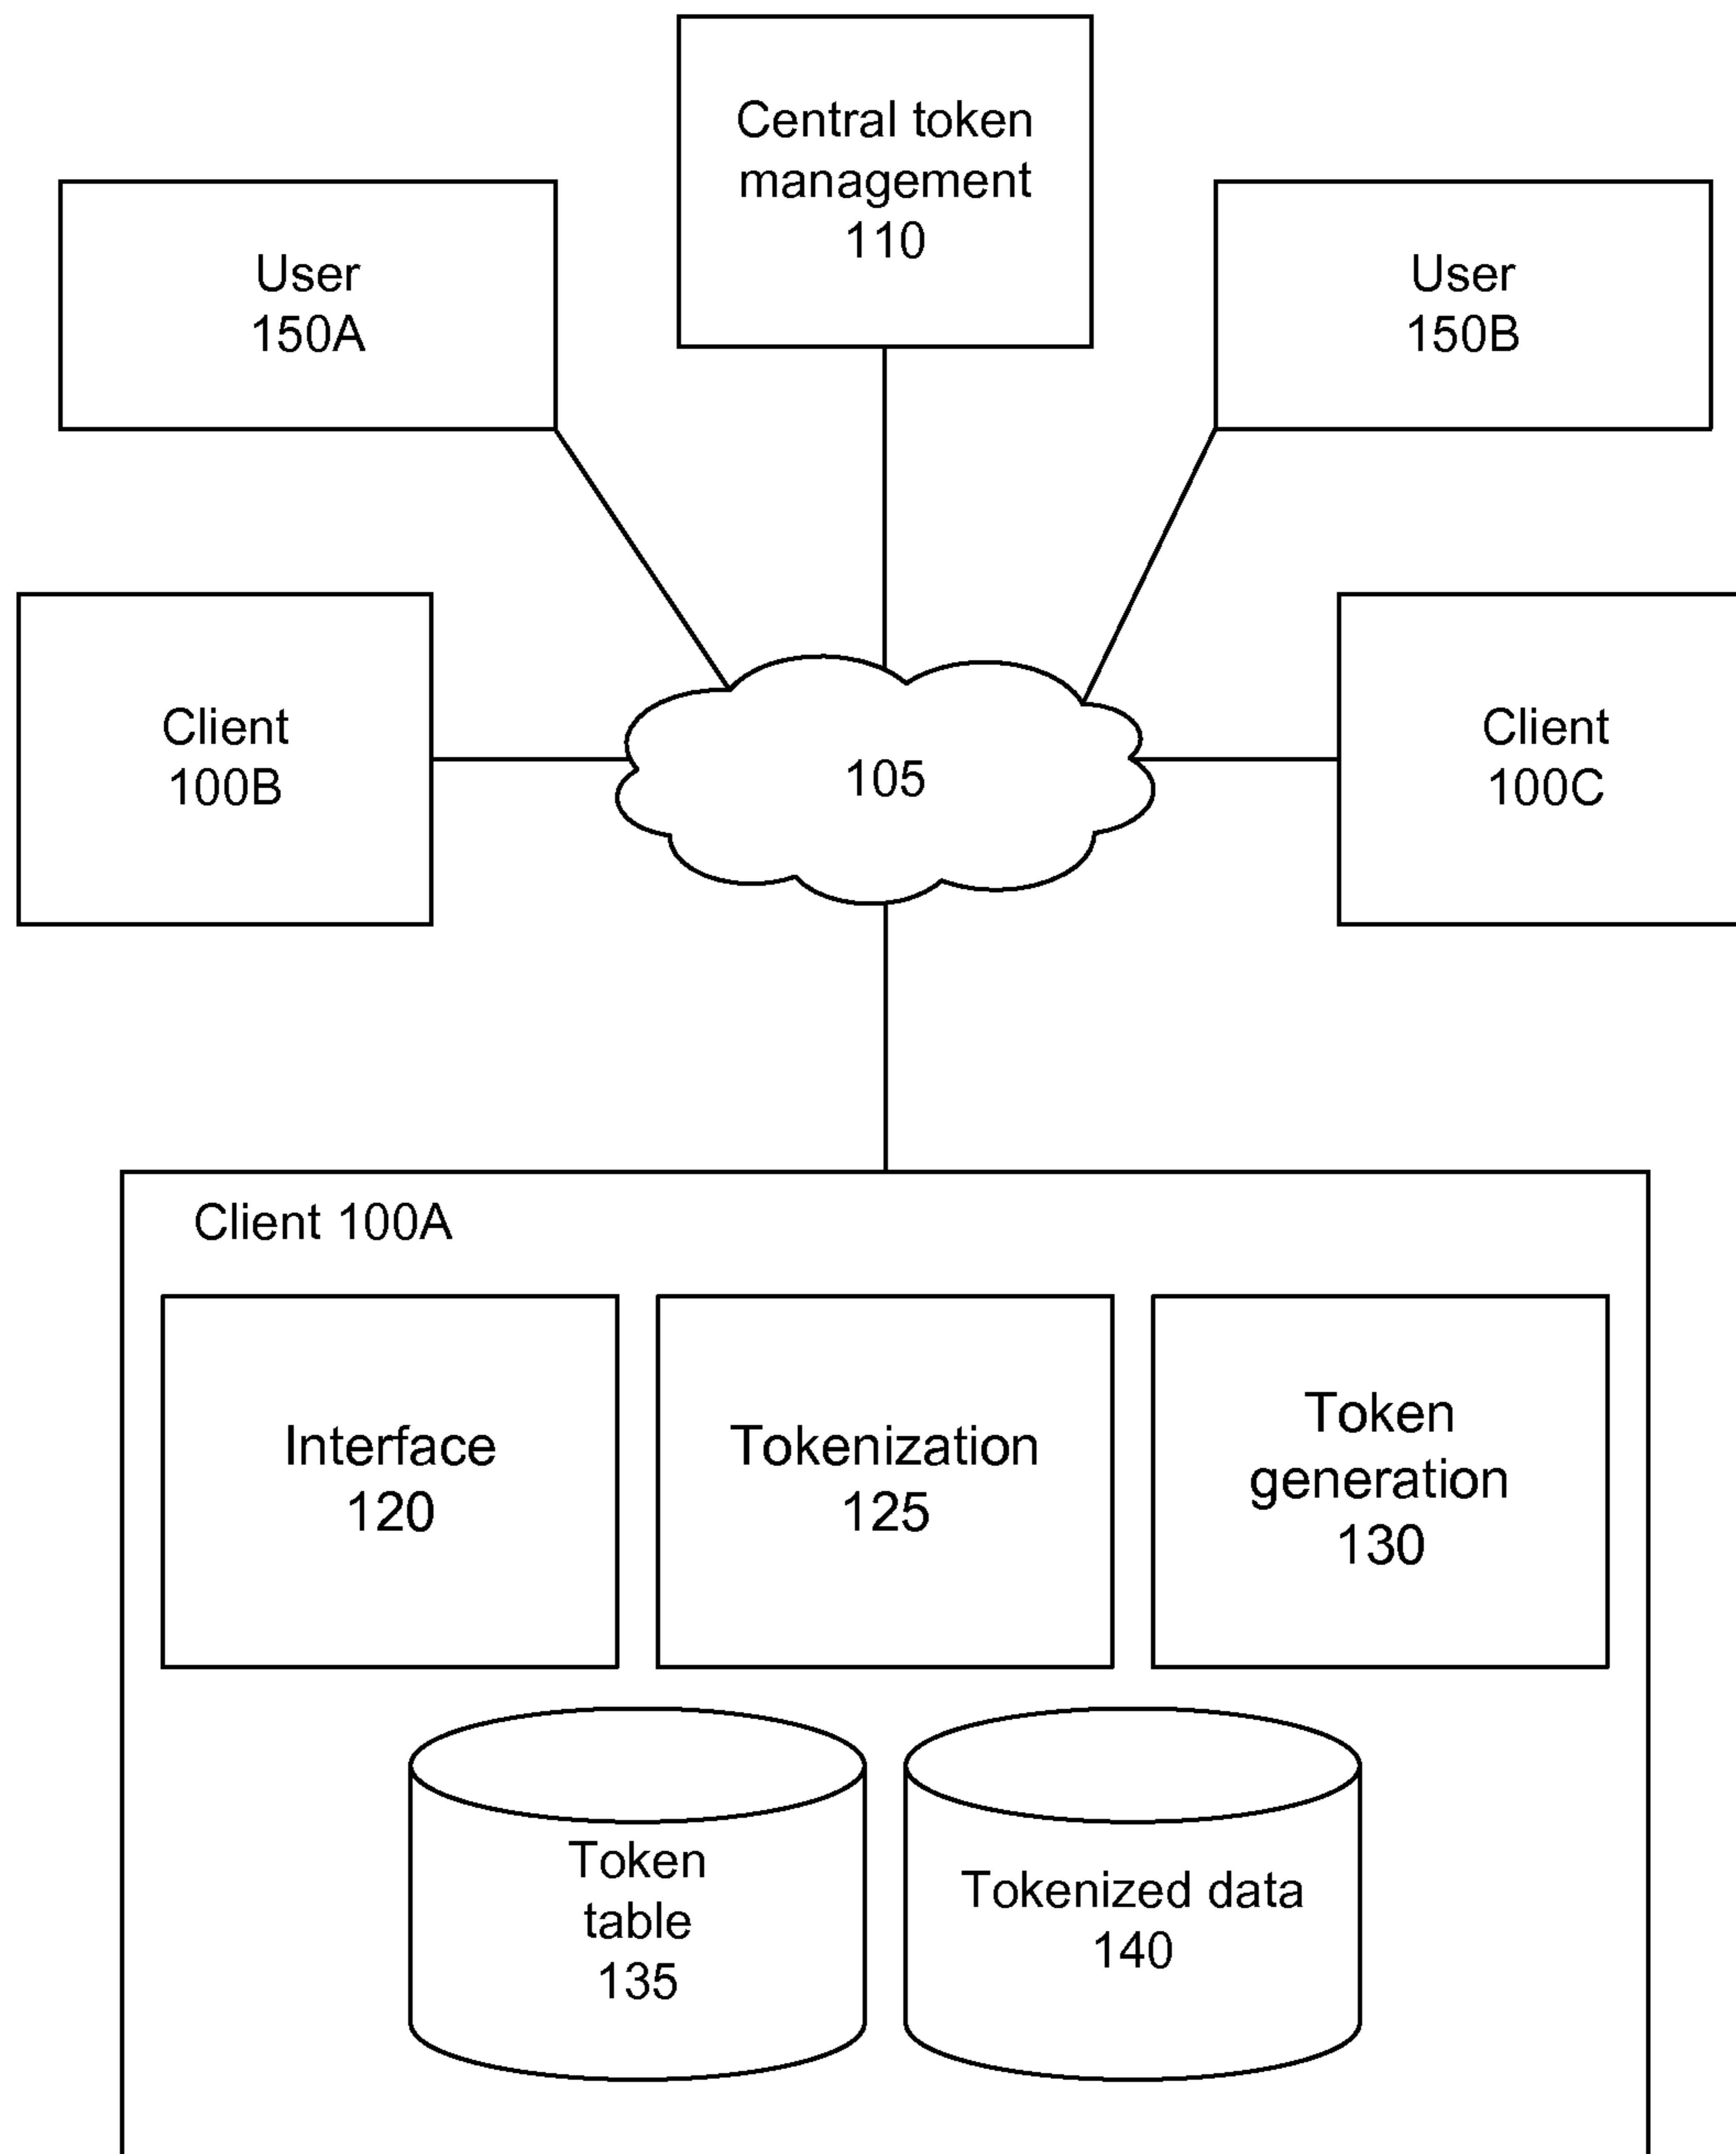 Central token
management
110
User
150A
User
150B
Client
100B
105
Client
100C
Client 100A
Interface
120
Tokenization
125
Token
generation
130
Token
table
135
Tokenized data
140